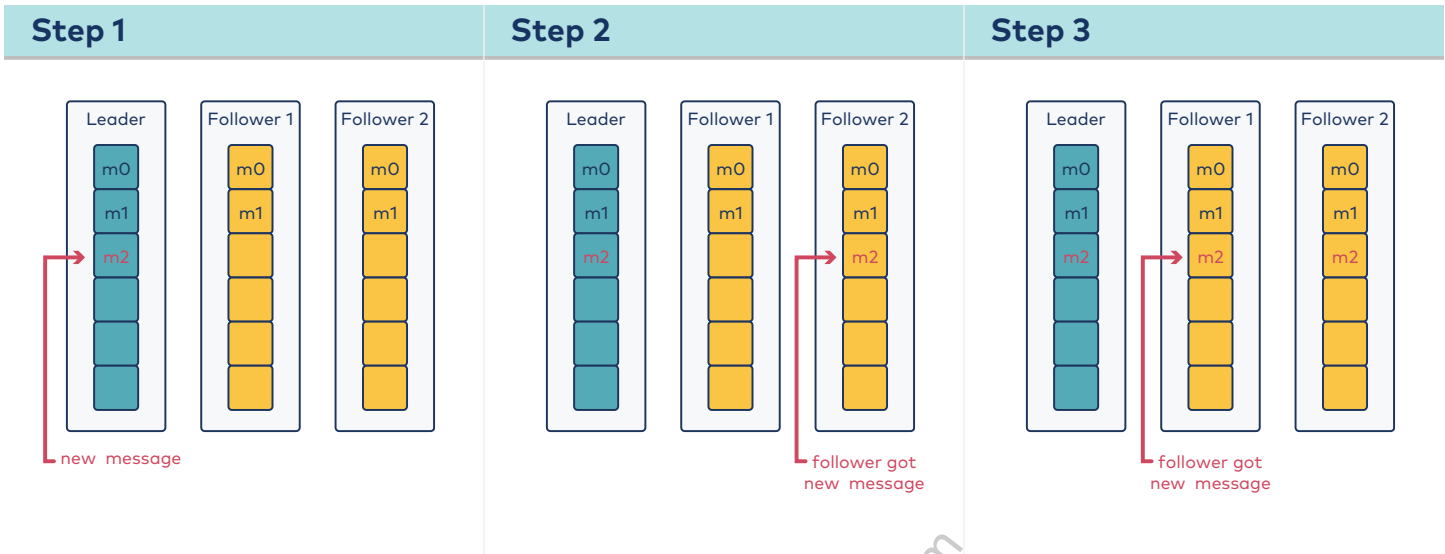 Step 1
Leader
Follower 1
Follower 2
m0
m0
m0
m1
m1
m1
m2
new message
Step 2
Leader
Follower 1
Follower 2
m0
m0
m0
m1
m1
m1
m2
m2
follower got
new message
Step 3
Leader
Follower 1
Follower 2
m0
m0
m0
m1
m1
m1
m2
m2
m2
follower got
new message